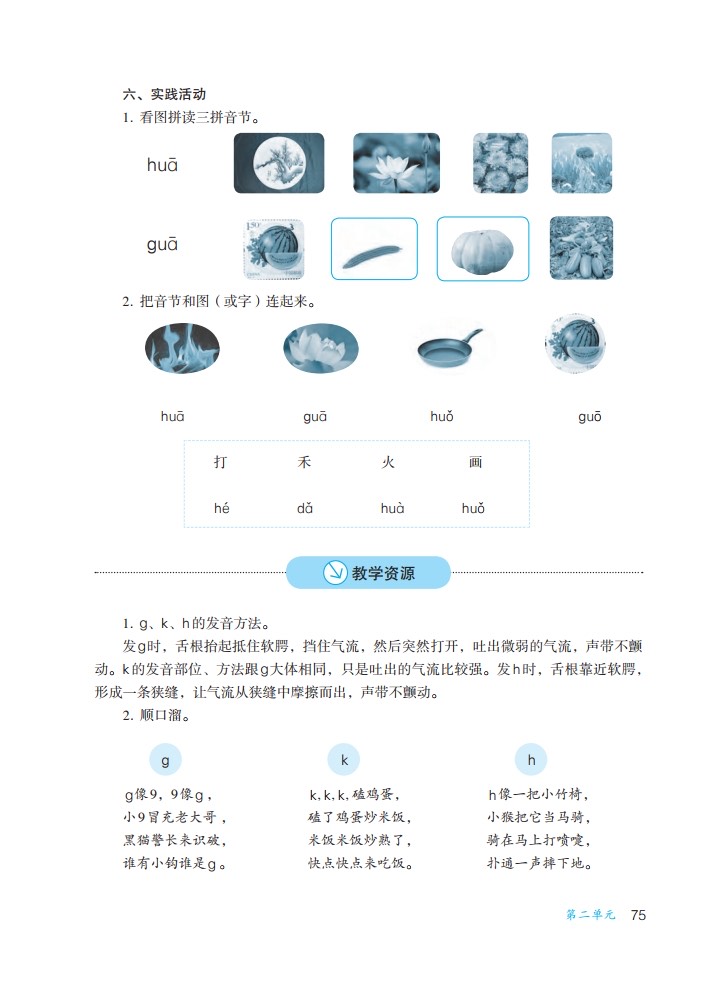 六、实践活动
1. 看图拼读三拼音节。
huā
guā
2. 把音节和图（或字）连起来。
huā guā huǒ guō
打 禾 火 画
hé dǎ huà huǒ
教学资源
1. g、k、h的发音方法。
发g时，舌根抬起抵住软腭，挡住气流，然后突然打开，吐出微弱的气流，声带不颤
动。k的发音部位、方法跟g大体相同，只是吐出的气流比较强。发h时，舌根靠近软腭，
形成一条狭缝，让气流从狭缝中摩擦而出，声带不颤动。
2. 顺口溜。
g
g像9，9像g，
小9冒充老大哥，
黑猫警长来识破，
谁有小钩谁是g。
k
k, k, k, 磕鸡蛋，
磕了鸡蛋炒米饭，
米饭米饭炒熟了，
快点快点来吃饭。
h
h像一把小竹椅，
小猴把它当马骑，
骑在马上打喷嚏，
扑通一声摔下地。
第二单元 75